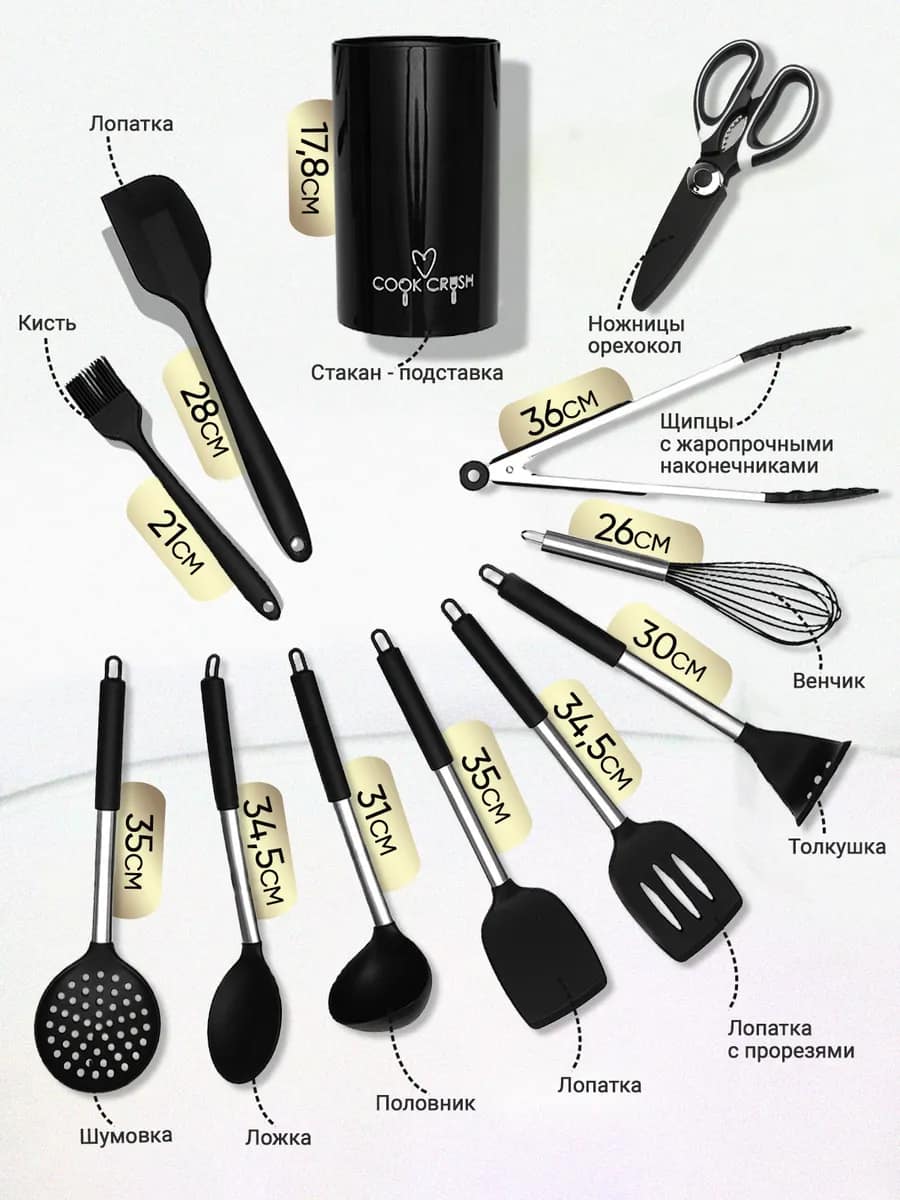 Лопатка
17,8см
COOK CRUSH
Кисть
Стакан - подставка
Ножницы
орехокол
28см
36см
Щипцы
с жаропрочными
наконечниками
21см
26см
Венчик
30см
34,5см
35см
31см
34,5см
35см
Толкушка
Лопатка
с прорезями
Лопатка
Половник
Ложка
Шумовка